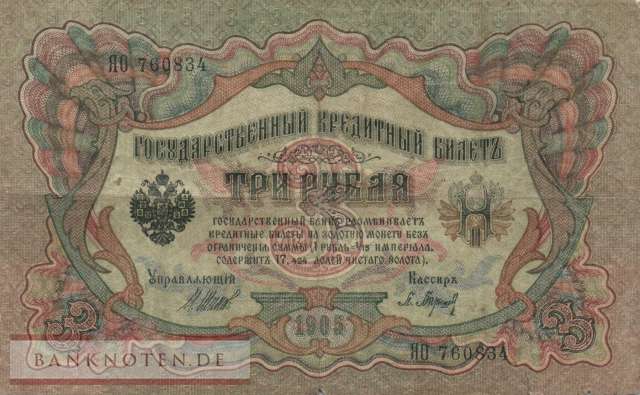 ЯО 760834
ГОСУДАРСТВЕННЫЙ КРЕДИТНЫЙ БИЛЕТЪ
ТРИ РУБЛЯ
ГОСУДАРСТВЕННЫЙ БАНКЪ РАЗМѢНИВАЕТЪ
КРЕДИТНЫЕ БИЛЕТЫ НА ЗОЛОТУЮ МОНЕТУ БЕЗЪ
ОГРАНИЧЕНІЯ СУММЫ (1 РУБЛЬ = 1/15 ИМПЕРІАЛА,
СОДЕРЖИТЪ 17,424 ДОЛЕЙ ЧИСТАГО ЗОЛОТА).
Управляющій Кассиръ
1905
ЯО 760834
BANKNOTEN.DE